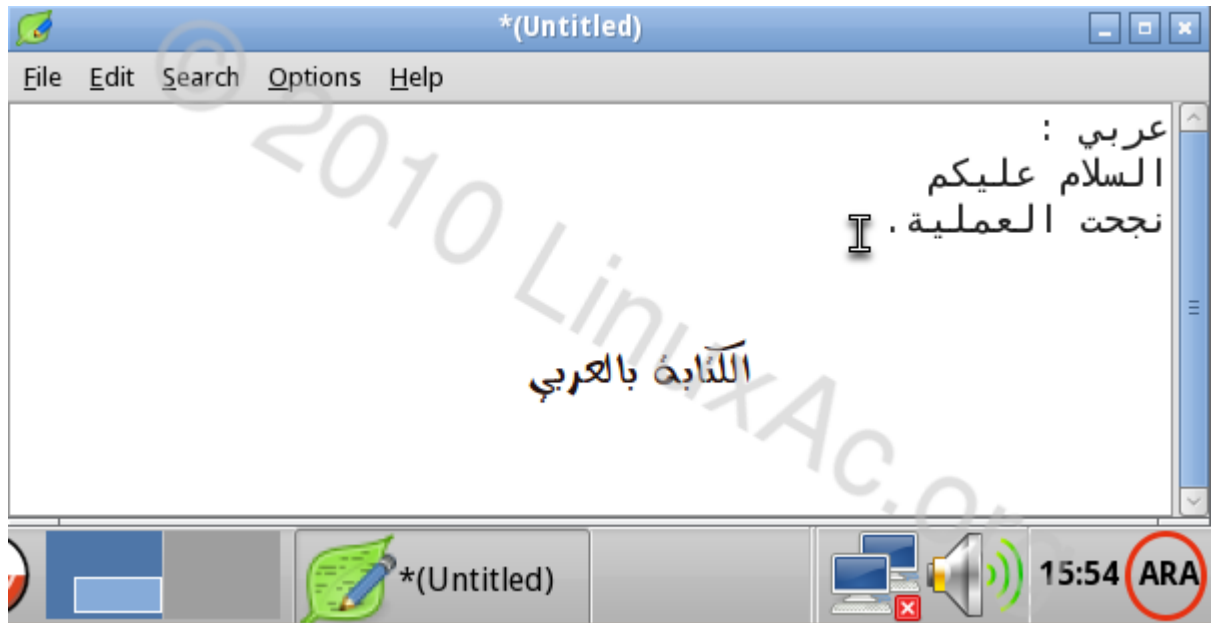 *(Untitled)
File Edit Search Options Help
عربي :
السلام عليكم
نجحت العملية.
الكتابة بالعربي
© 2010 LinuxAc.org
*(Untitled)
15:54
ARA